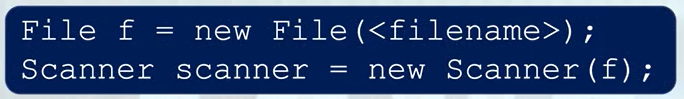 File f = new File(<filename>);
Scanner scanner = new Scanner(f);